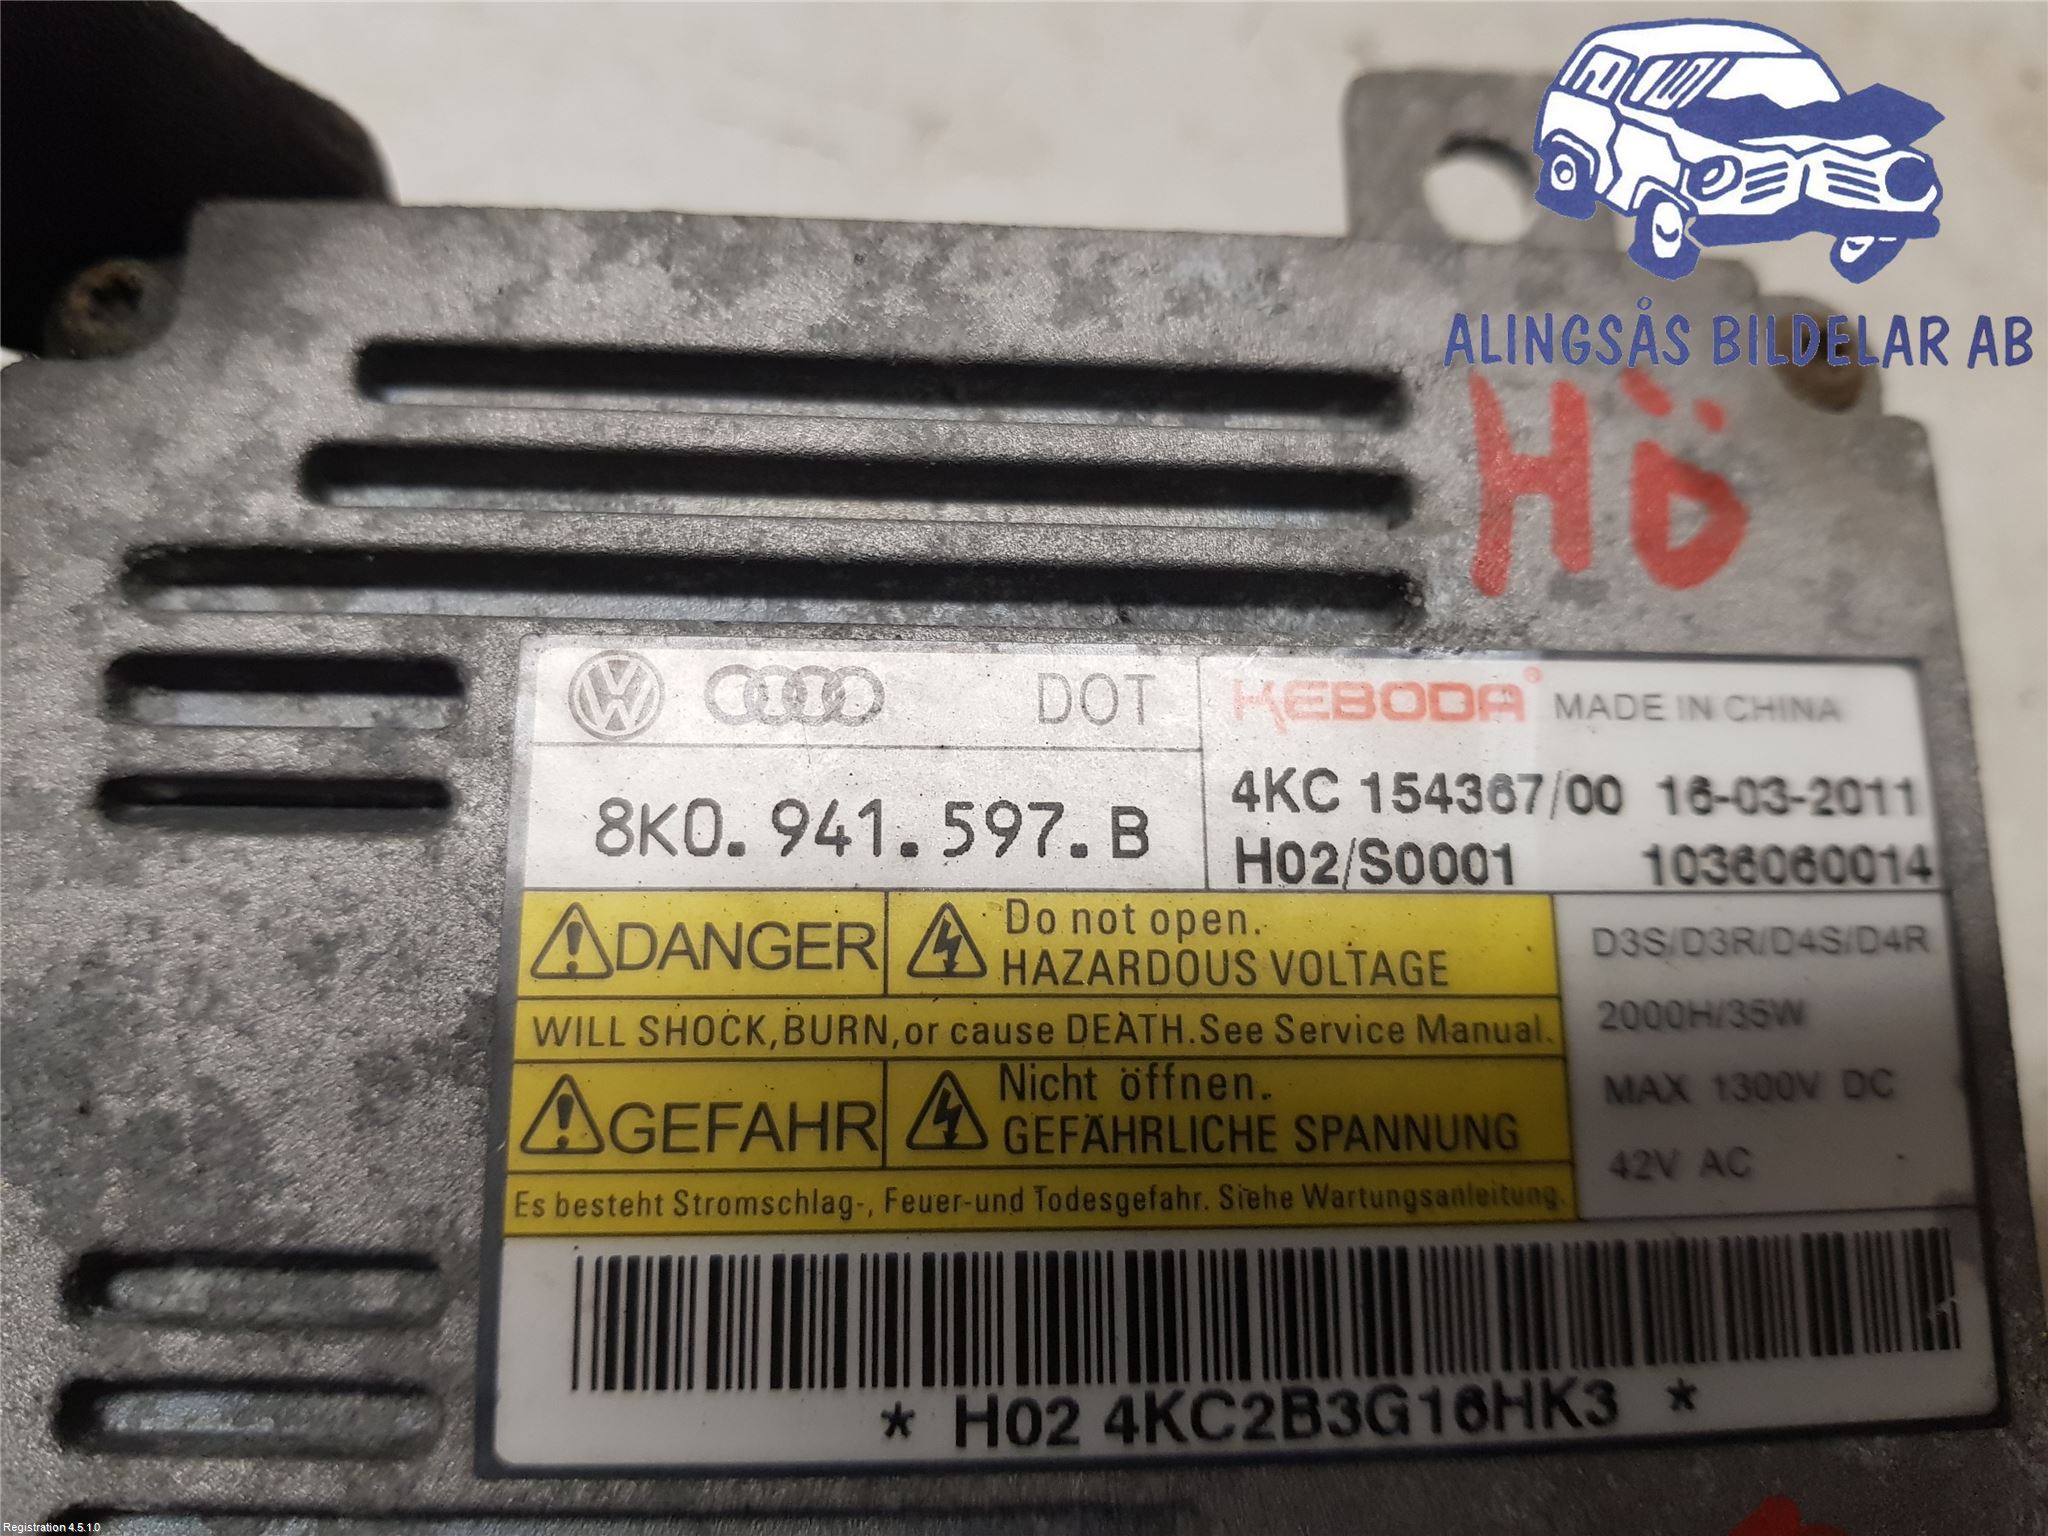 ALINGSÅS BILDELAR AB
HÖ
DOT
KEBODA
MADE IN CHINA
8K0.941.597.B
4KC 154367/00 16-03-2011
H02/S0001 1036060014
DANGER
Do not open.
HAZARDOUS VOLTAGE
WILL SHOCK, BURN, or cause DEATH. See Service Manual.
GEFAHR
Nicht öffnen.
GEFÄHRLICHE SPANNUNG
Es besteht Stromschlag-, Feuer-und Todesgefahr. Siehe Wartungsanleitung.
D3S/D3R/D4S/D4R
2000H/35W
MAX 1300V DC
42V AC
* H02 4KC2B3G16HK3 *
Registration 4.5.1.0